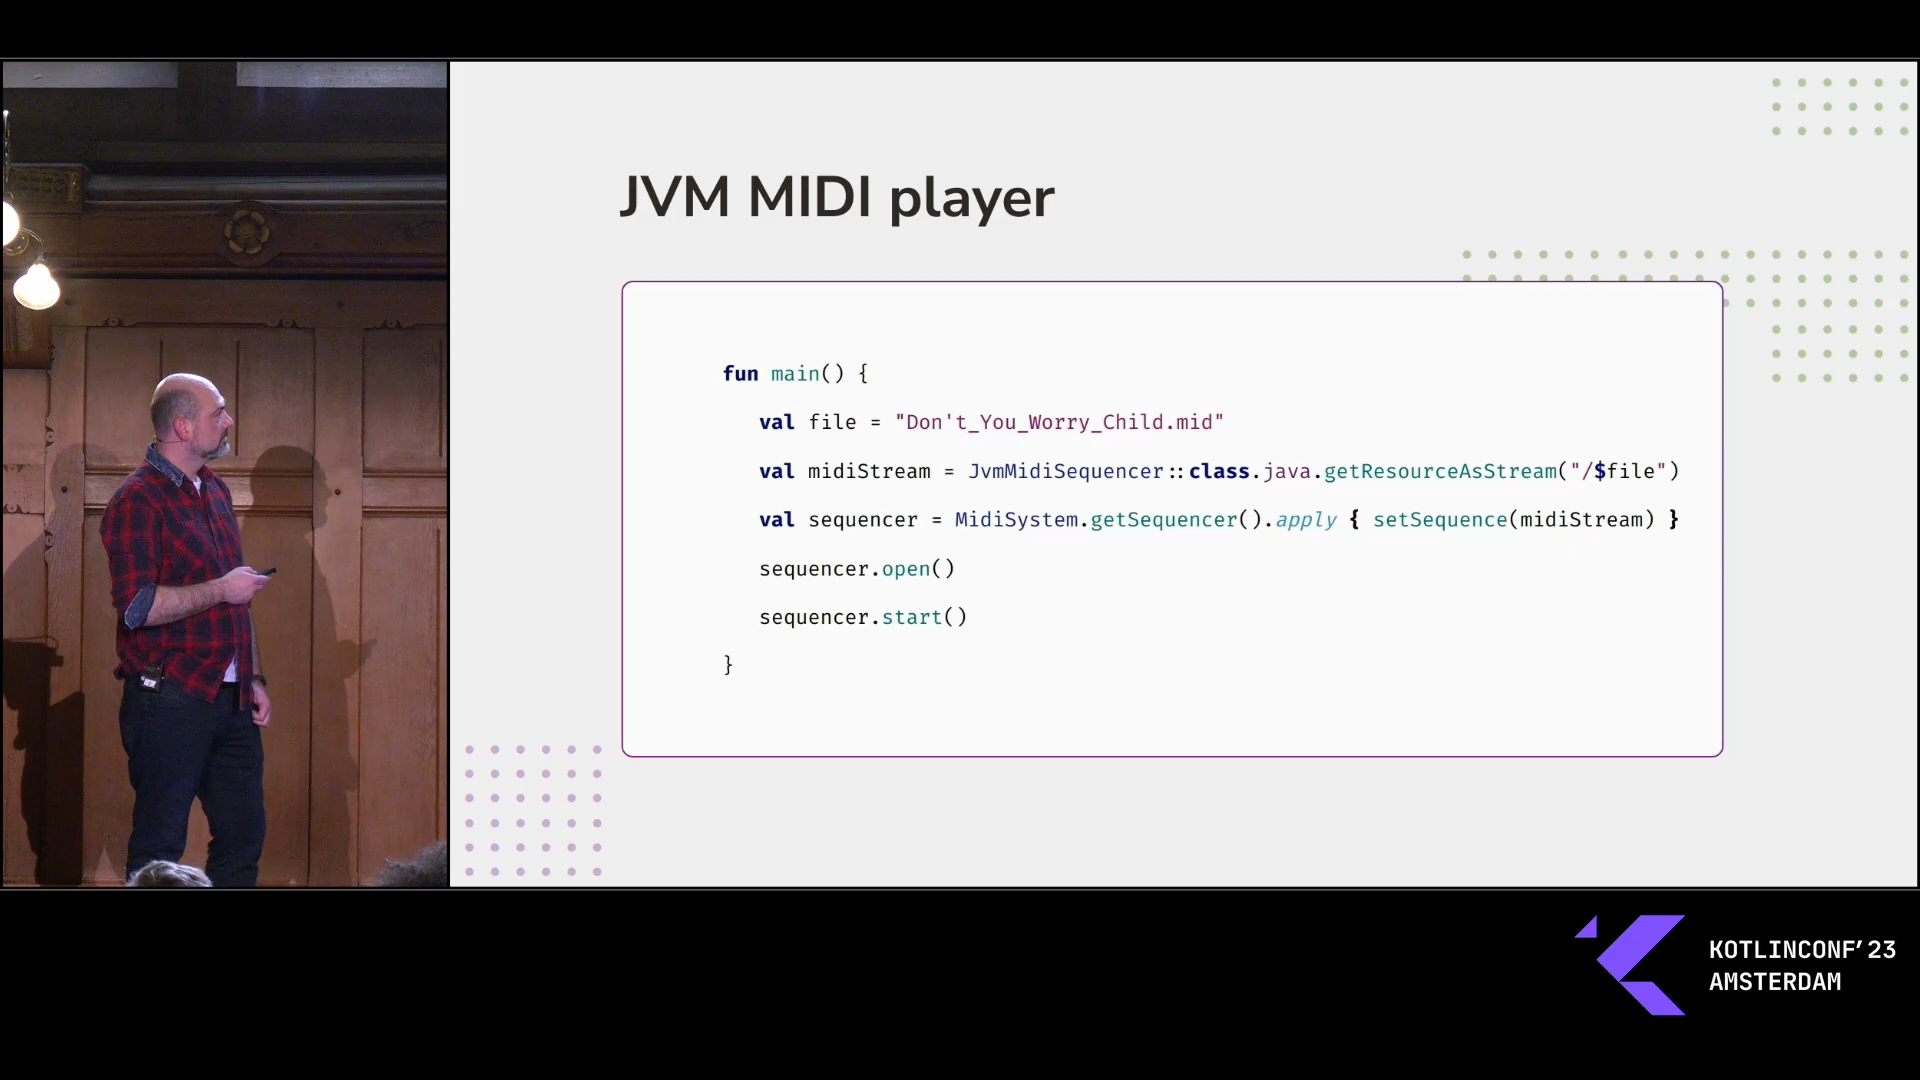 JVM MIDI player
fun main() {
val file = "Don't_You_Worry_Child.mid"
val midiStream = JvmMidiSequencer::class.java.getResourceAsStream("/$file")
val sequencer = MidiSystem.getSequencer().apply { setSequence(midiStream) }
sequencer.open()
sequencer.start()
}
KOTLINCONF'23
AMSTERDAM